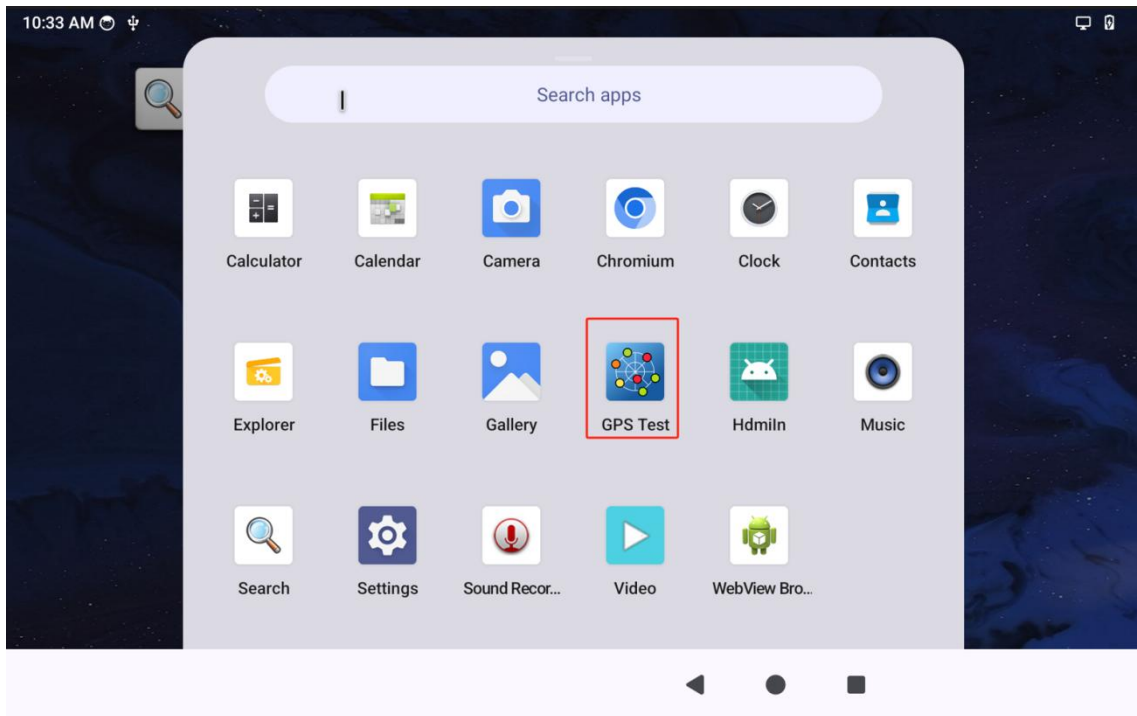 10:33 AM
Search apps
Calculator Calendar Camera Chromium Clock Contacts
Explorer Files Gallery GPS Test HdmiIn Music
Search Settings Sound Recor... Video WebView Bro...